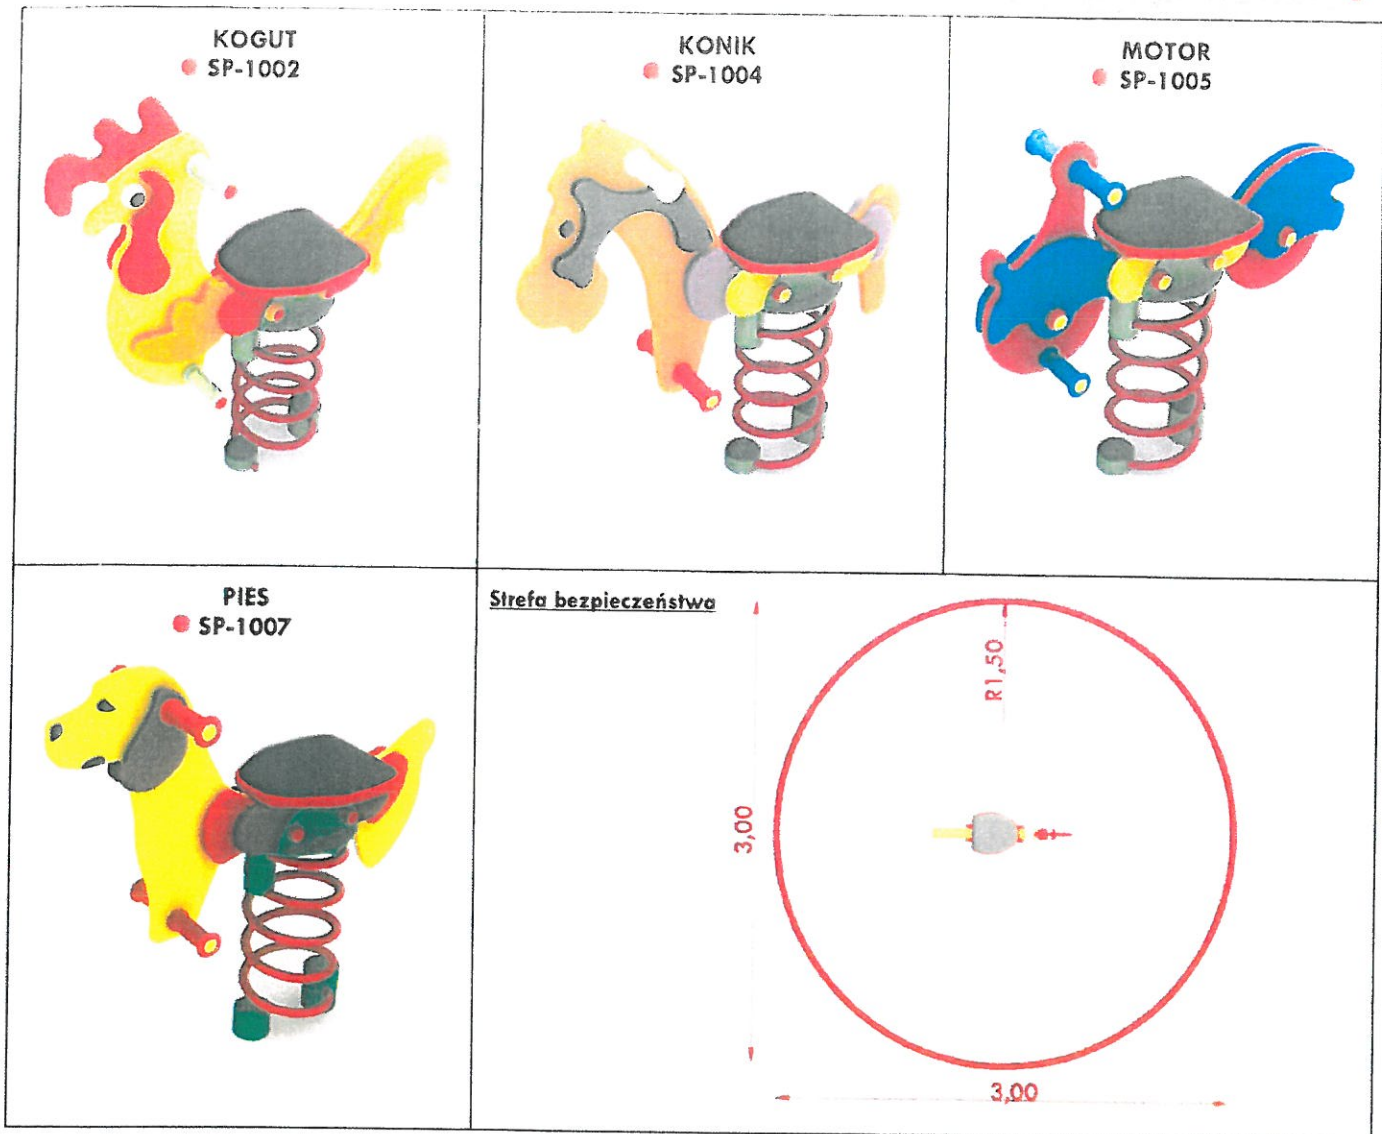 KOGUT
SP-1002
KONIK
SP-1004
MOTOR
SP-1005
PIES
SP-1007
Strefa bezpieczeństwa
R1,50
3,00
3,00